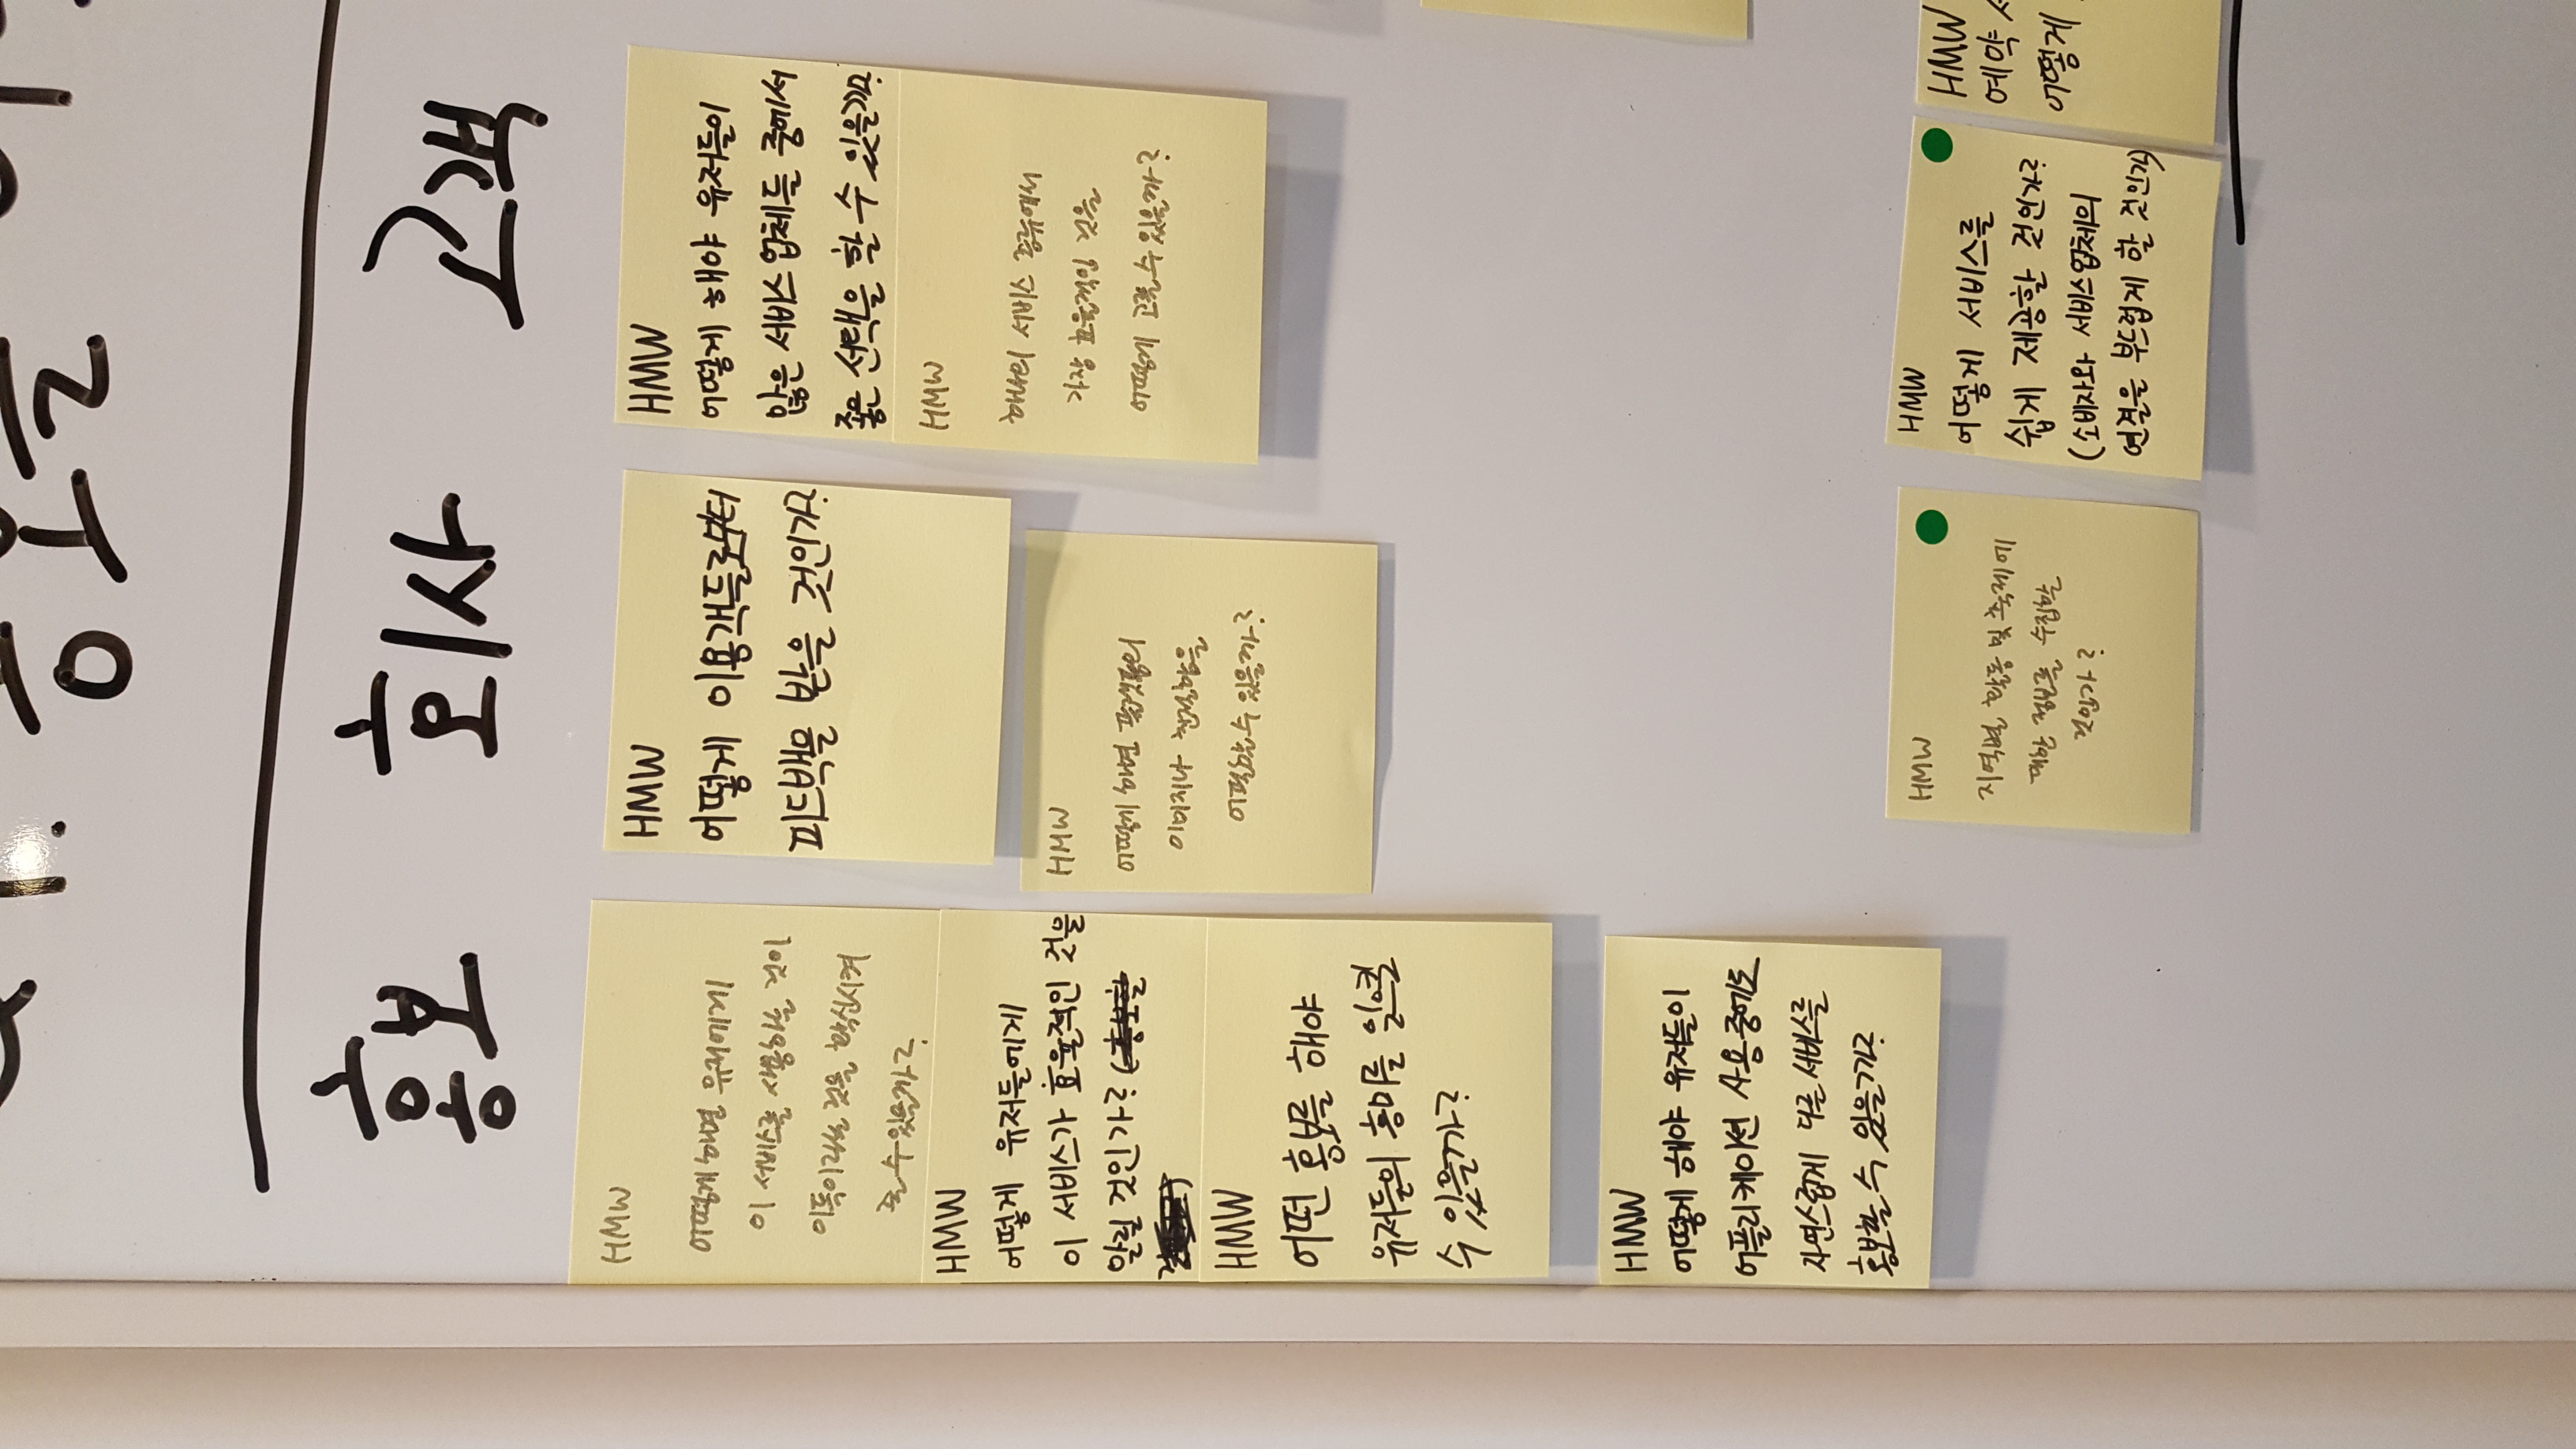 홍보를
홍보
회사
고객
HMW
어떻게 하면 유저에게
이 서비스를 사용하는 것이
이득이라는 것을 확신시켜
줄 수 있을까?
HMW
어떻게 유저들에게
이 서비스가 효율적인 것을
알릴 것인가?
HMW
어떤 홍보를 해야
유저들의 흥미를 일으킬
수 있을까?
HMW
어떻게 해야 유저들이
어플리케이션 사용중에도
자연스럽게 다른 서비스를
홍보할 수 있을까?
HMW
어떻게 이용객들로부터
피드백을 받을 것인가?
HMW
어떻게 하면 플랫폼의
이미지나 친절함을
어필할 수 있을까?
HMW
어떻게 해야 유저들이
많은 서비스 업체들 중에서
좋은 선택을 할 수 있을까?
HMW
하나의 서비스 종류에서
가장 효율적인 것을
어떻게 고를 수 있을까?
HMW
지역별 활동 및 축제에
대한 정보를 수집할
것인가?
HMW
어떻게 서비스를
쉽게 제공할 것인가?
(소비자와 서비스 업체의
연결을 부드럽게 할 것인가)
HMW
예약
어떻게